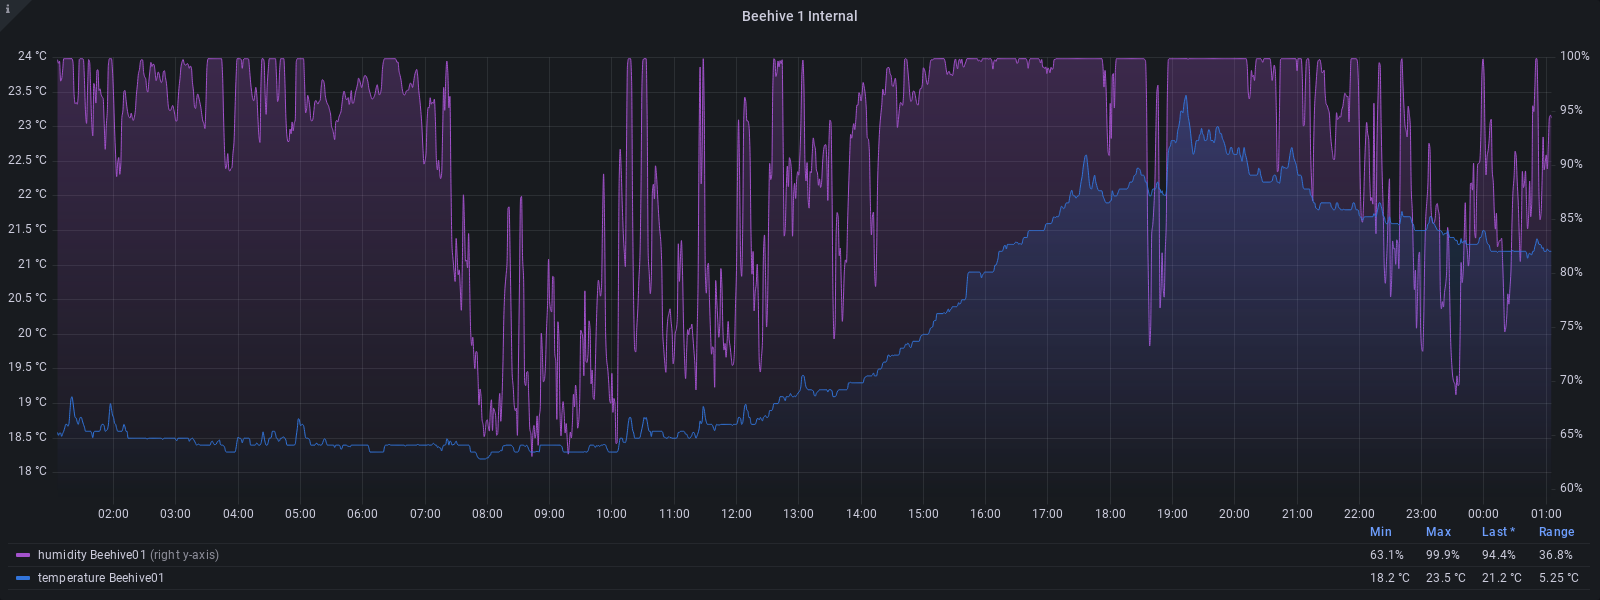 i
Beehive 1 Internal
24 °C 100%
23.5 °C 95%
23 °C 90%
22.5 °C 85%
22 °C 80%
21.5 °C 75%
21 °C 70%
20.5 °C 65%
20 °C 60%
19.5 °C
19 °C
18.5 °C
18 °C
02:00 03:00 04:00 05:00 06:00 07:00 08:00 09:00 10:00 11:00 12:00 13:00 14:00 15:00 16:00 17:00 18:00 19:00 20:00 21:00 22:00 23:00 00:00 01:00
Min Max Last * Range
humidity Beehive01 (right y-axis) 63.1% 99.9% 94.4% 36.8%
temperature Beehive01 18.2 °C 23.5 °C 21.2 °C 5.25 °C